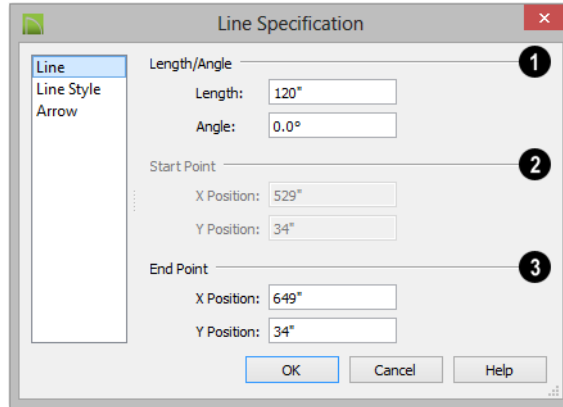 Line Specification
Line
Line Style
Arrow
Length/Angle
1
Length: 120"
Angle: 0.0°
Start Point
2
X Position: 529"
Y Position: 34"
End Point
3
X Position: 649"
Y Position: 34"
OK Cancel Help